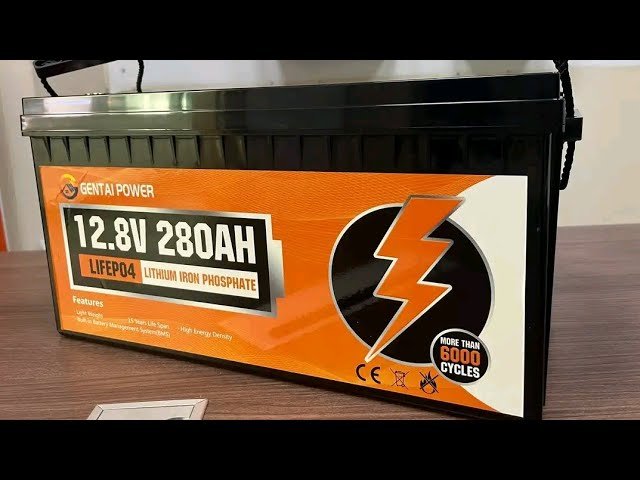 GENTAI POWER
12.8V 280AH
LIFEPO4 LITHIUM IRON PHOSPHATE
Features
· Light Weight · 15 Years Life Span · High Energy Density
· Built-in Battery Management System(BMS)
MORE THAN
6000
CYCLES
CE